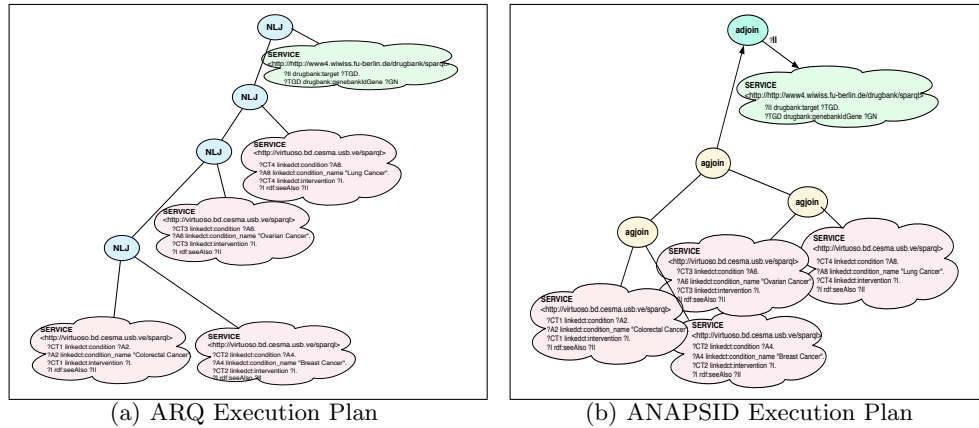 NLJ
SERVICE
<http://http://www4.wiwiss.fu-berlin.de/drugbank/sparql>
?II drugbank:target ?TGD.
?TGD drugbank:genebankIdGene ?GN
NLJ
NLJ
SERVICE
<http://virtuoso.bd.cesma.usb.ve/sparql>
?CT4 linkedct:condition ?A8.
?A8 linkedct:condition_name "Lung Cancer".
?CT4 linkedct:intervention ?I.
?I rdf:seeAlso ?II
SERVICE
<http://virtuoso.bd.cesma.usb.ve/sparql>
?CT3 linkedct:condition ?A6.
?A6 linkedct:condition_name "Ovarian Cancer".
?CT3 linkedct:intervention ?I.
?I rdf:seeAlso ?II
NLJ
SERVICE
<http://virtuoso.bd.cesma.usb.ve/sparql>
?CT1 linkedct:condition ?A2.
?A2 linkedct:condition_name "Colorectal Cancer".
?CT1 linkedct:intervention ?I.
?I rdf:seeAlso ?II
SERVICE
<http://virtuoso.bd.cesma.usb.ve/sparql>
?CT2 linkedct:condition ?A4.
?A4 linkedct:condition_name "Breast Cancer".
?CT2 linkedct:intervention ?I.
?I rdf:seeAlso ?II
(a) ARQ Execution Plan
adjoin
?II
SERVICE
<http://http://www4.wiwiss.fu-berlin.de/drugbank/sparql>
?II drugbank:target ?TGD.
?TGD drugbank:genebankIdGene ?GN
agjoin
agjoin
agjoin
SERVICE
<http://virtuoso.bd.cesma.usb.ve/sparql>
?CT3 linkedct:condition ?A6.
?A6 linkedct:condition_name "Ovarian Cancer".
?CT3 linkedct:intervention ?I.
?I rdf:seeAlso ?II
SERVICE
<http://virtuoso.bd.cesma.usb.ve/sparql>
?CT4 linkedct:condition ?A8.
?A8 linkedct:condition_name "Lung Cancer".
?CT4 linkedct:intervention ?I.
?I rdf:seeAlso ?II
SERVICE
<http://virtuoso.bd.cesma.usb.ve/sparql>
?CT1 linkedct:condition ?A2.
?A2 linkedct:condition_name "Colorectal Cancer"
?CT1 linkedct:intervention ?I.
?I rdf:seeAlso ?II
SERVICE
<http://virtuoso.bd.cesma.usb.ve/sparql>
?CT2 linkedct:condition ?A4.
?A4 linkedct:condition_name "Breast Cancer".
?CT2 linkedct:intervention ?I.
?I rdf:seeAlso ?II
(b) ANAPSID Execution Plan